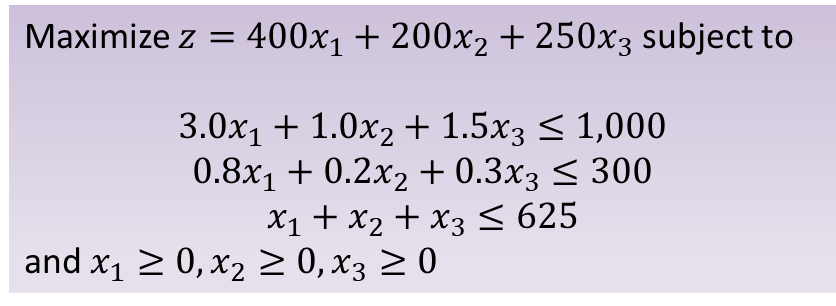 Maximize z = 400x₁ + 200x₂ + 250x₃ subject to
3.0x₁ + 1.0x₂ + 1.5x₃ ≤ 1,000
0.8x₁ + 0.2x₂ + 0.3x₃ ≤ 300
x₁ + x₂ + x₃ ≤ 625
and x₁ ≥ 0, x₂ ≥ 0, x₃ ≥ 0